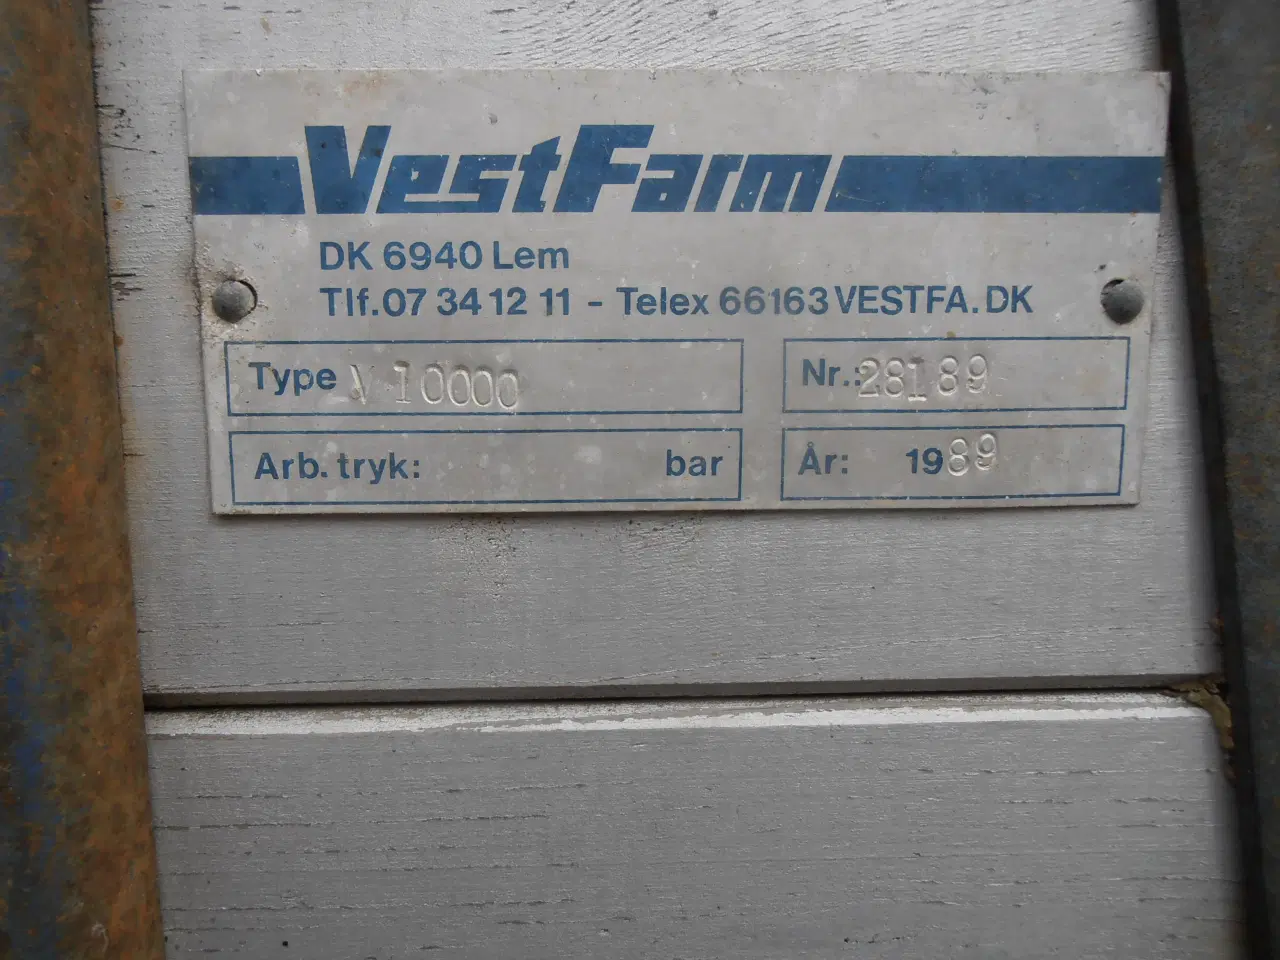 VestFarm
DK 6940 Lem
Tlf. 07 34 12 11 - Telex 66163 VESTFA. DK
Type V 10000
Nr.: 28189
Arb. tryk: bar
År: 1989